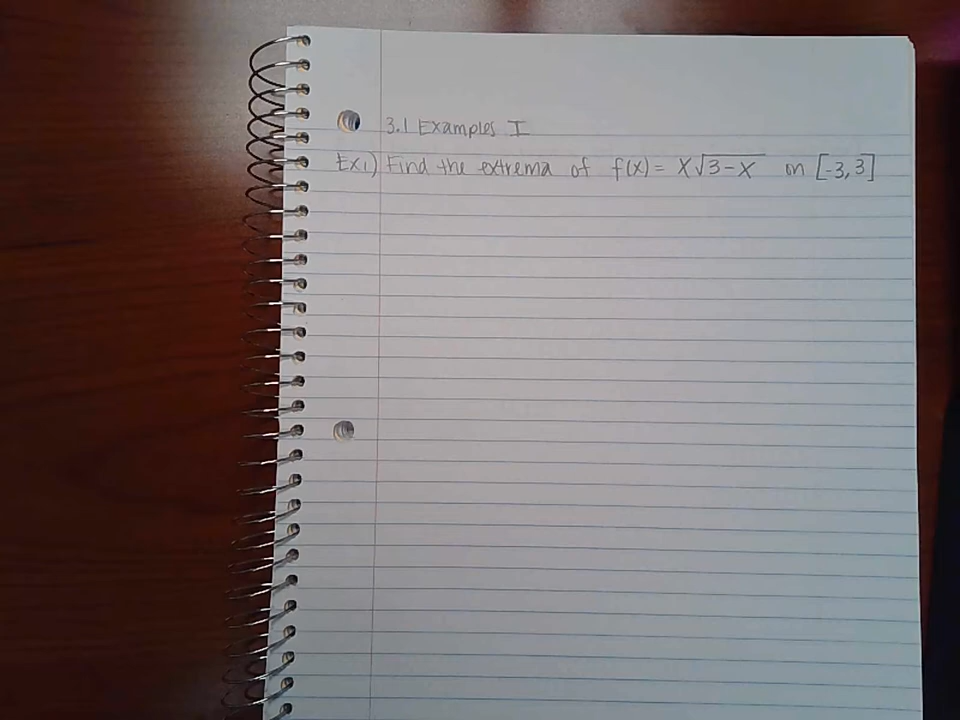 3.1 Examples I
Ex1) Find the extrema of f(x) = x√3-x on [-3,3]